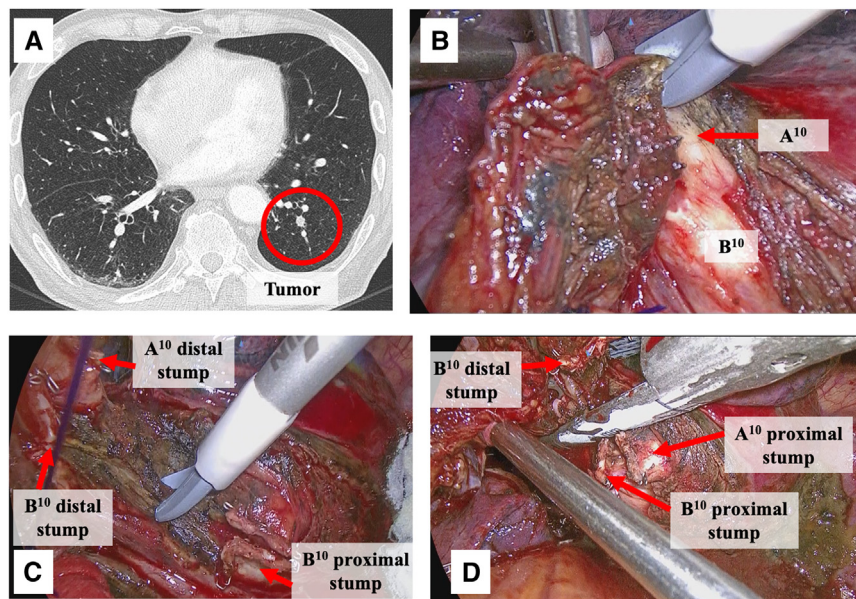 A
Tumor
B
A¹⁰
B¹⁰
C
A¹⁰ distal
stump
B¹⁰ distal
stump
B¹⁰ proximal
stump
D
B¹⁰ distal
stump
A¹⁰ proximal
stump
B¹⁰ proximal
stump